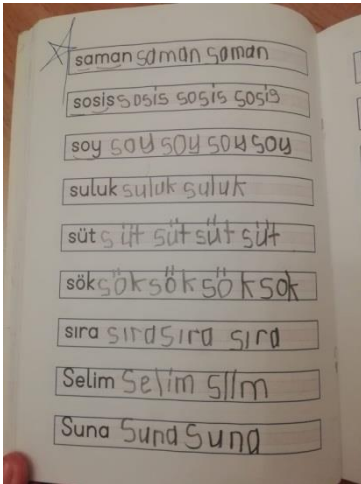 saman saman saman
sosis sosis sosis sosis
soy soy soy soy soy
suluk suluk suluk
süt süt süt süt süt
sök sök sök sök sok
sıra sıra sıra sıra
Selim Selim Slim
Suna Suna Suna